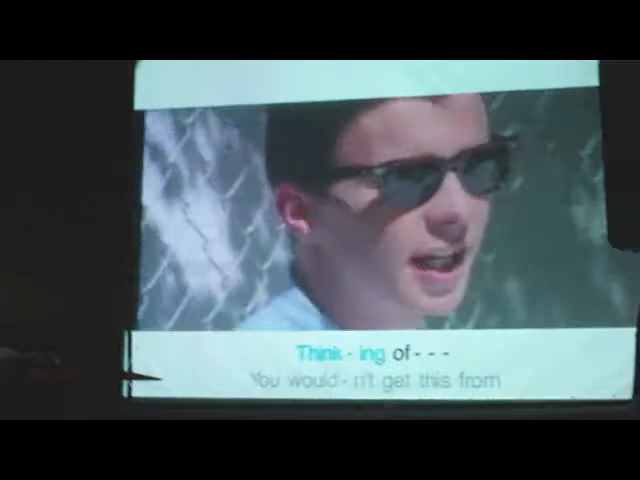 Think - ing of - - -
You would - n't get this from